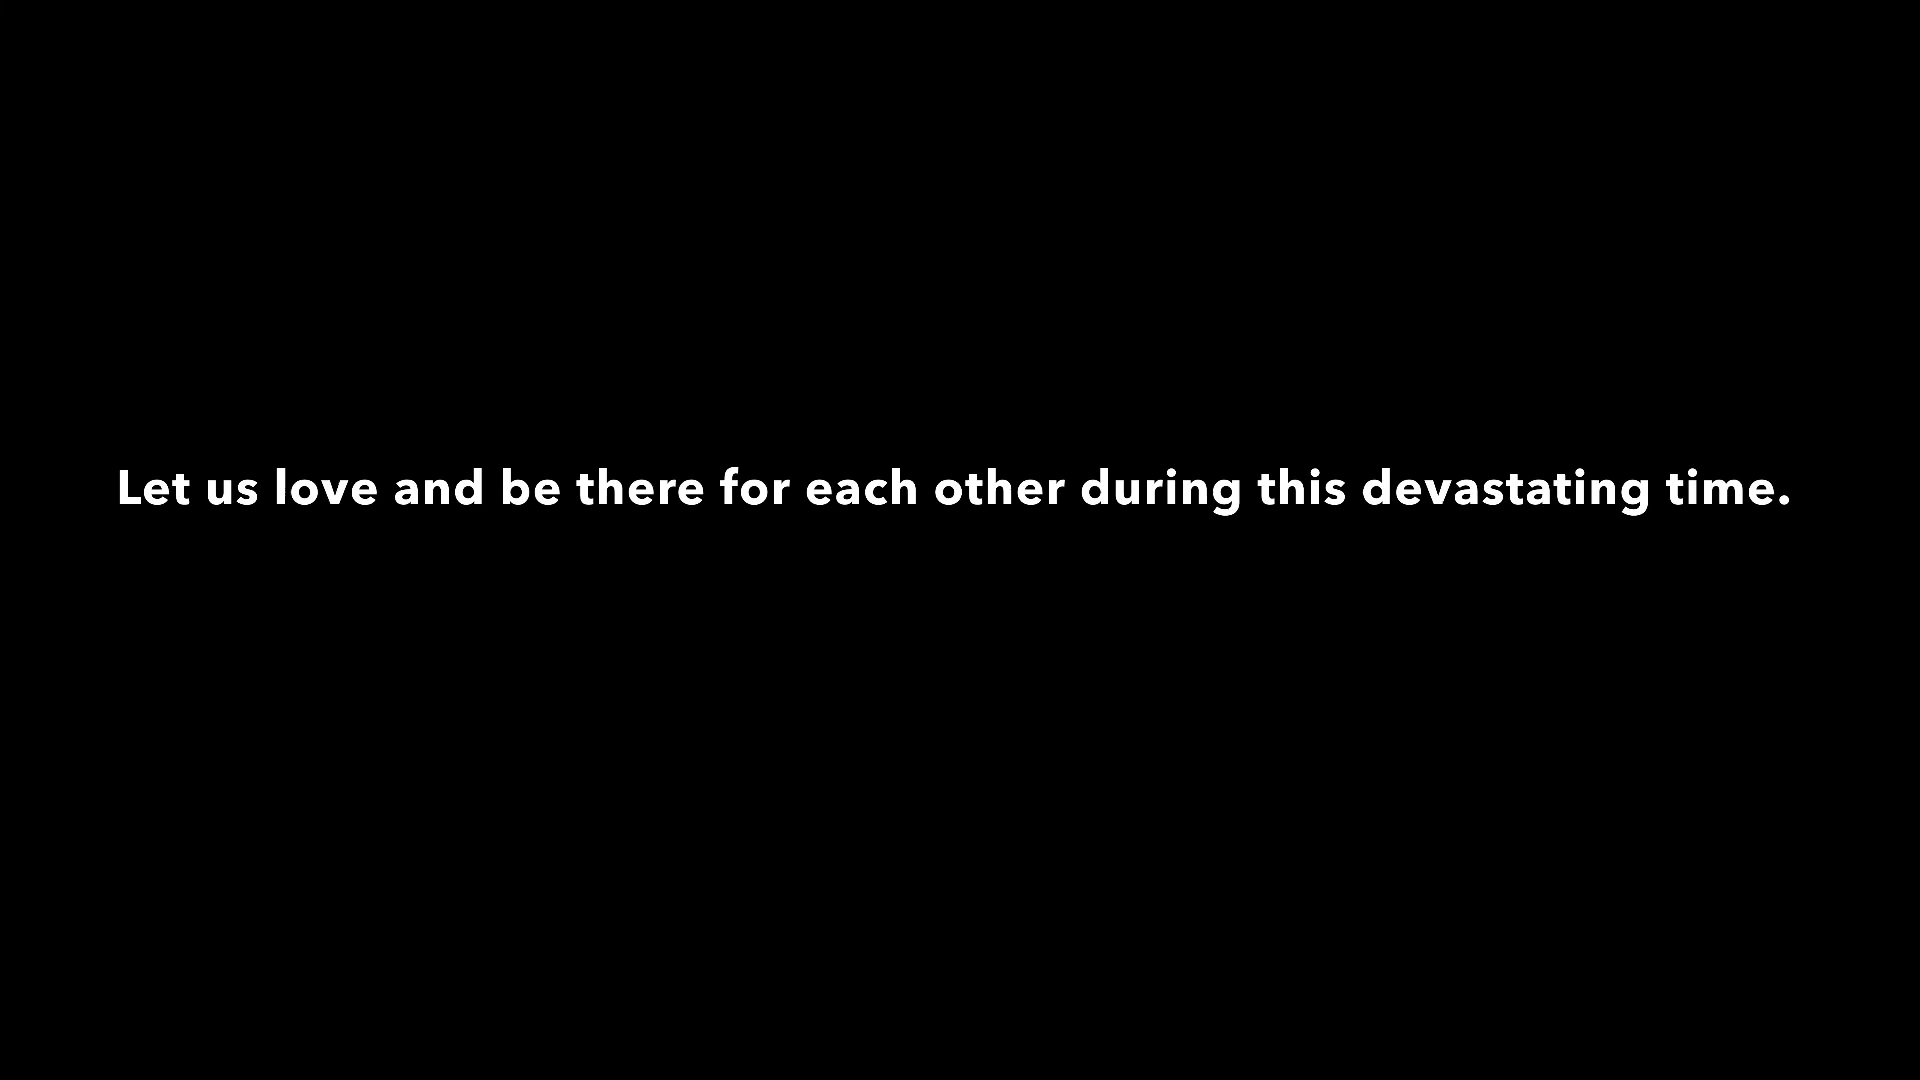 Let us love and be there for each other during this devastating time.